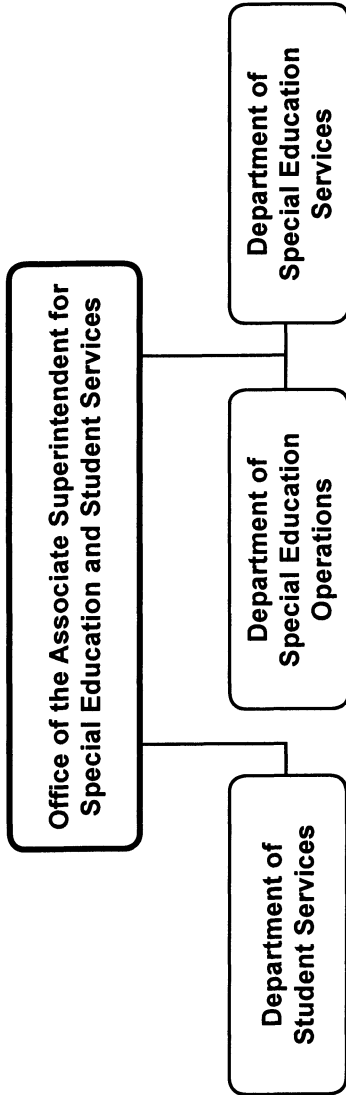 Office of the Associate Superintendent for
Special Education and Student Services
Department of
Student Services
Department of
Special Education
Operations
Department of
Special Education
Services